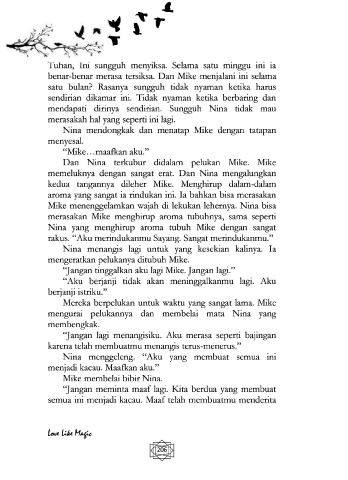 Tuhan, Ini sungguh menyiksa. Selama satu minggu ini ia
benar-benar merasa tersiksa. Dan Mike menjalani ini selama
satu bulan? Rasanya sungguh tidak nyaman ketika harus
sendirian dikamar ini. Tidak nyaman ketika berbaring dan
mendapati dirinya sendirian. Sungguh Nina tidak mau
merasakah hal yang seperti ini lagi.
Nina mendongkak dan menatap Mike dengan tatapan
menyesal.
“Mike…maafkan aku.”
Dan Nina terkubur didalam pelukan Mike. Mike
memeluknya dengan sangat erat. Dan Nina mengalungkan
kedua tangannya dileher Mike. Menghirup dalam-dalam
aroma yang sangat ia rindukan ini. Ia bahkan bisa merasakan
Mike menenggelamkan wajah di lekukan lehernya. Nina bisa
merasakan Mike menghirup aroma tubuhnya, sama seperti
Nina yang menghirup aroma tubuh Mike dengan sangat
rakus. “Aku merindukanmu Sayang. Sangat merindukanmu.”
Nina menangis lagi untuk yang kesekian kalinya. Ia
mengeratkan pelukanya ditubuh Mike.
“Jangan tinggalkan aku lagi Mike. Jangan lagi.”
“Aku berjanji tidak akan meninggalkanmu lagi. Aku
berjanji istriku.”
Mereka berpelukan untuk waktu yang sangat lama. Mike
mengurai pelukannya dan membelai mata Nina yang
membengkak.
“Jangan lagi menangisiku. Aku merasa seperti bajingan
karena telah membuatmu menangis terus-menerus.”
Nina menggeleng. “Aku yang membuat semua ini
menjadi kacau. Maafkan aku.”
Mike membelai bibir Nina.
“Jangan meminta maaf lagi. Kita berdua yang membuat
semua ini menjadi kacau. Maaf telah membuatmu menderita
Love Like Magic
206